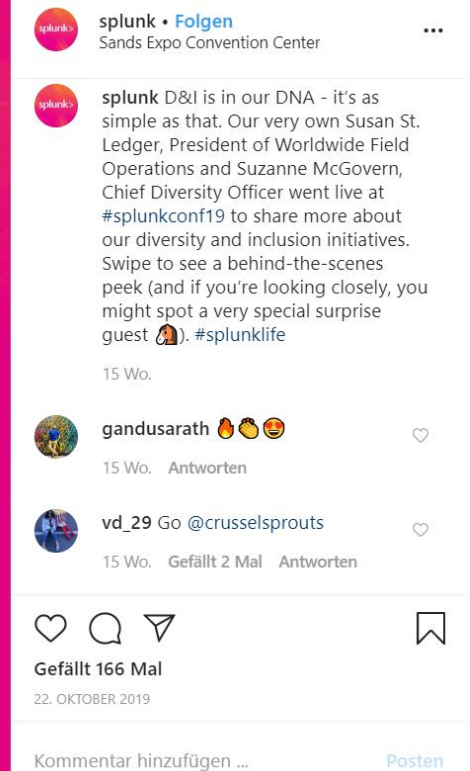 splunk>
splunk • Folgen
Sands Expo Convention Center
splunk>
splunk D&I is in our DNA - it's as
simple as that. Our very own Susan St.
Ledger, President of Worldwide Field
Operations and Suzanne McGovern,
Chief Diversity Officer went live at
#splunkconf19 to share more about
our diversity and inclusion initiatives.
Swipe to see a behind-the-scenes
peek (and if you're looking closely, you
might spot a very special surprise
guest 🐴). #splunklife
15 Wo.
gandusarath 🔥👏😍
15 Wo. Antworten
vd_29 Go @crusselsprouts
15 Wo. Gefällt 2 Mal Antworten
Gefällt 166 Mal
22. OKTOBER 2019
Kommentar hinzufügen ... Posten